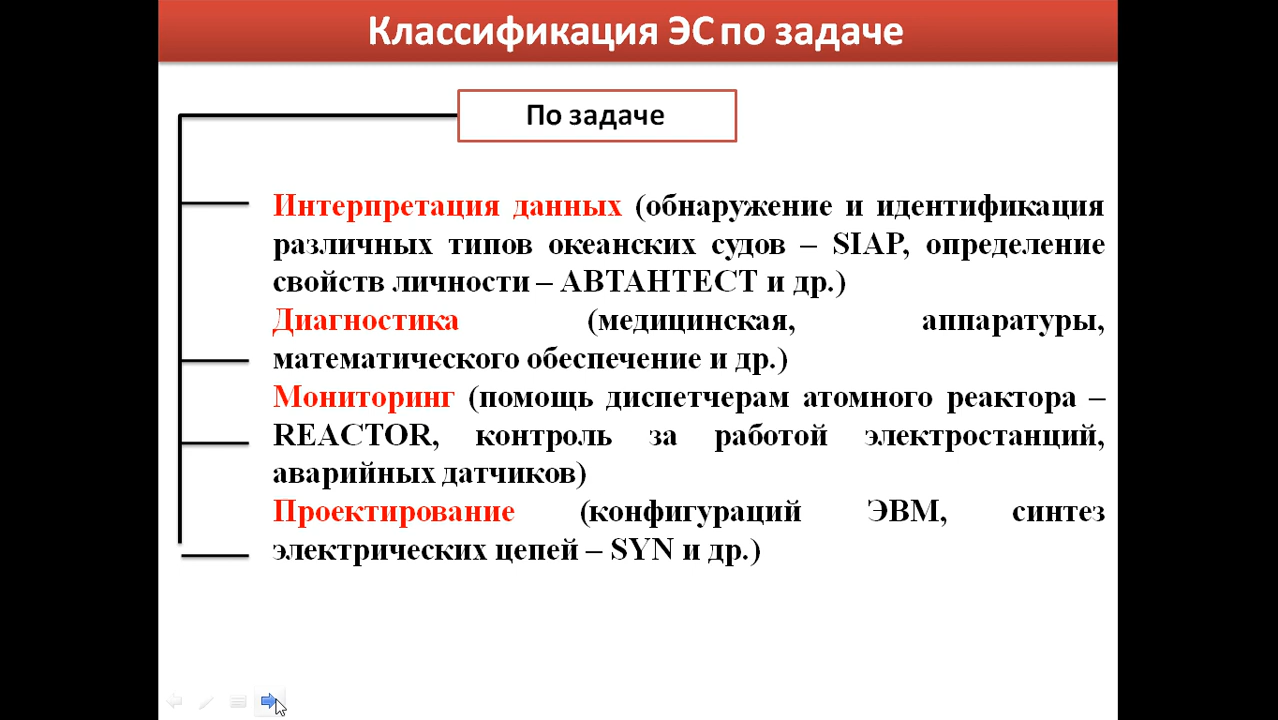 Классификация ЭС по задаче
По задаче
Интерпретация данных (обнаружение и идентификация
различных типов океанских судов – SIAP, определение
свойств личности – АВТАНТЕСТ и др.)
Диагностика (медицинская, аппаратуры,
математического обеспечение и др.)
Мониторинг (помощь диспетчерам атомного реактора –
REACTOR, контроль за работой электростанций,
аварийных датчиков)
Проектирование (конфигураций ЭВМ, синтез
электрических цепей – SYN и др.)